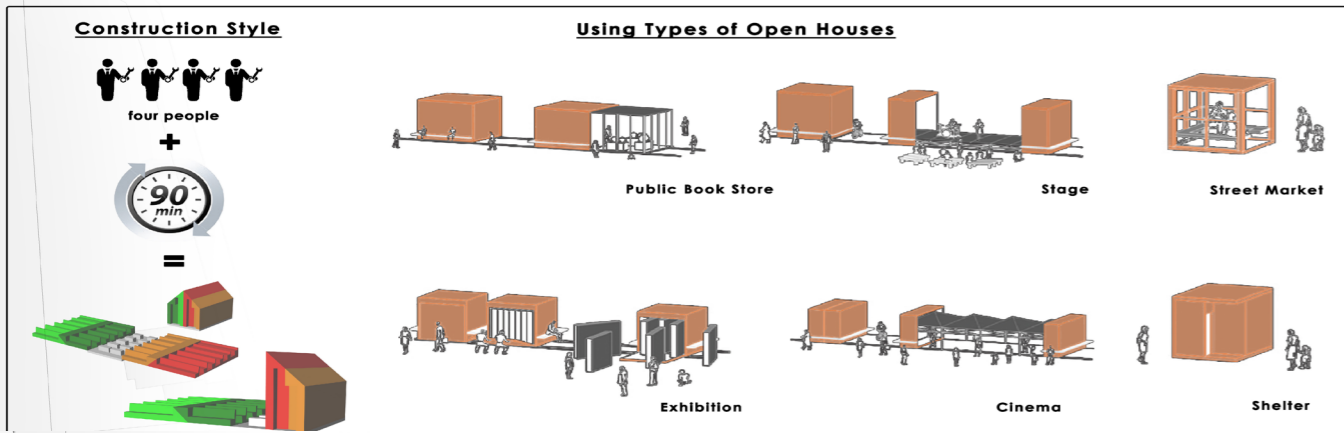 Construction Style
four people
+
90
min
=
Using Types of Open Houses
Public Book Store
Stage
Street Market
Exhibition
Cinema
Shelter